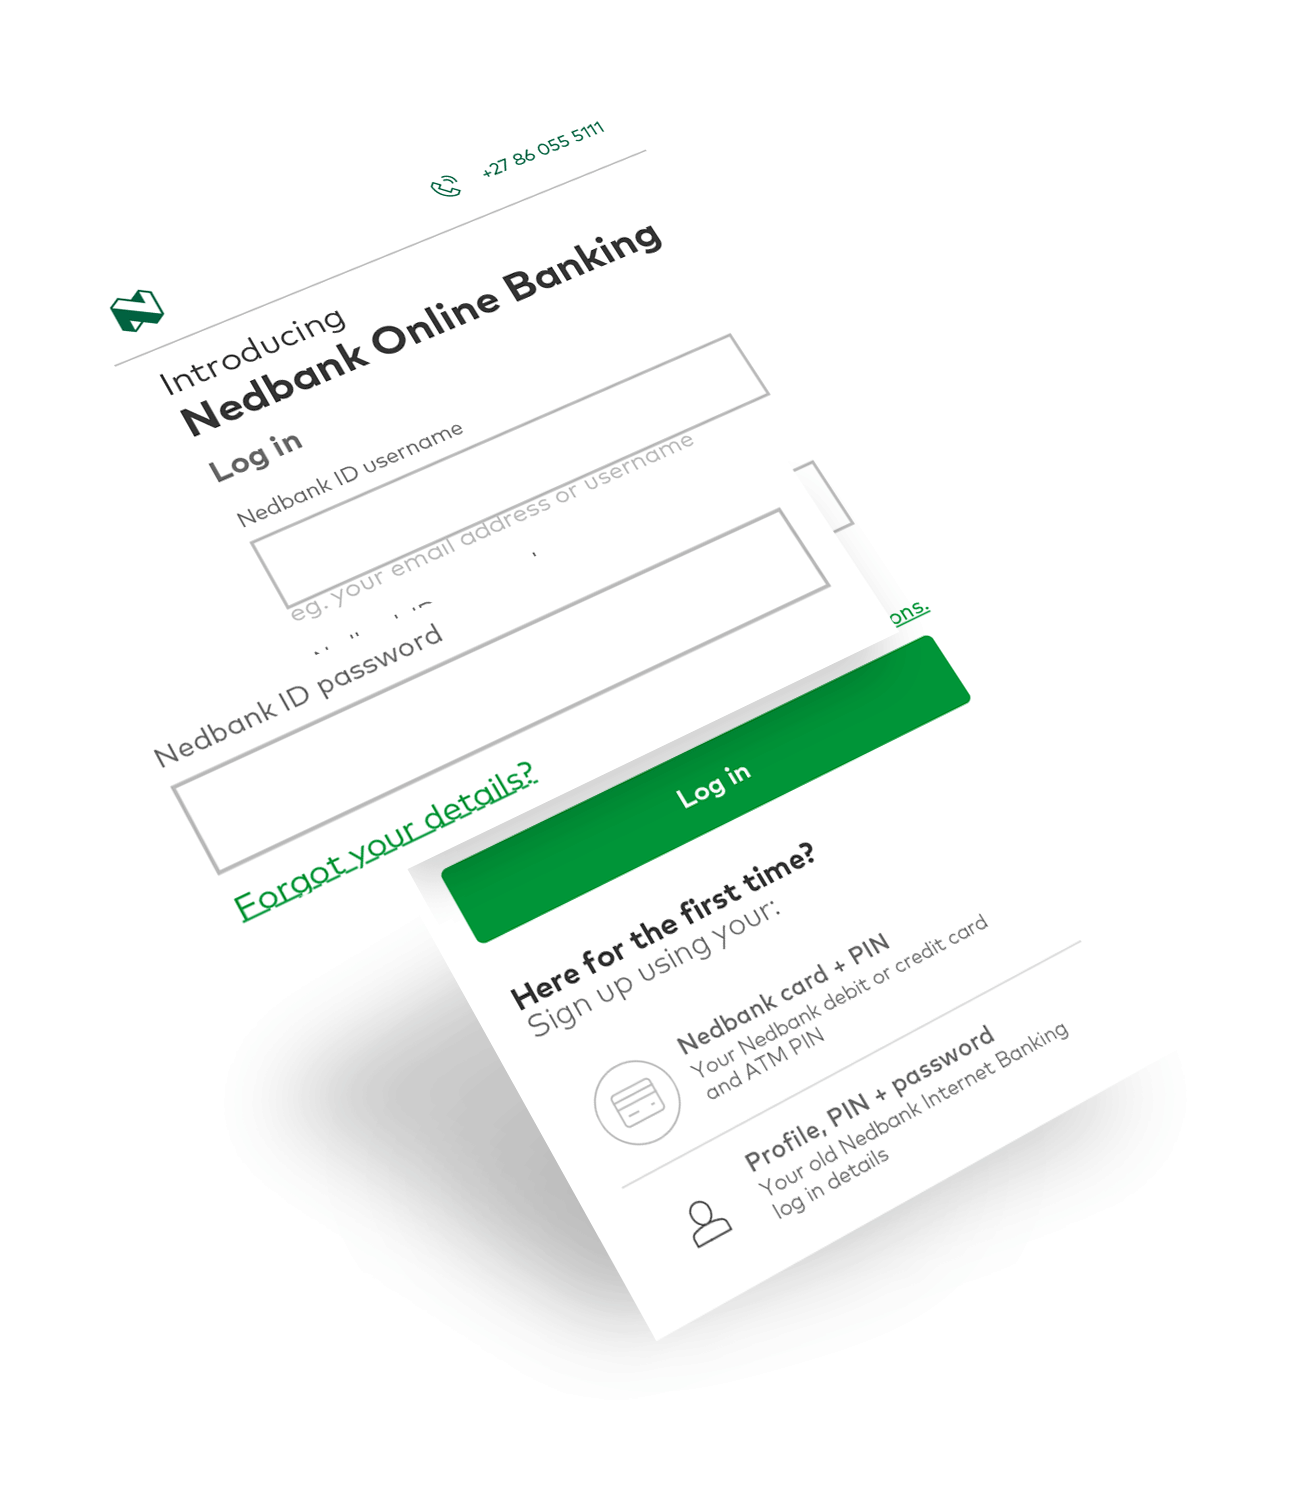 +27 86 055 5111
Introducing
Nedbank Online Banking
Log in
Nedbank ID username
eg. your email address or username
Nedbank ID password
Forgot your details?
ons.
Log in
Here for the first time?
Sign up using your:
Nedbank card + PIN
Your Nedbank debit or credit card
and ATM PIN
Profile, PIN + password
Your old Nedbank Internet Banking
log in details